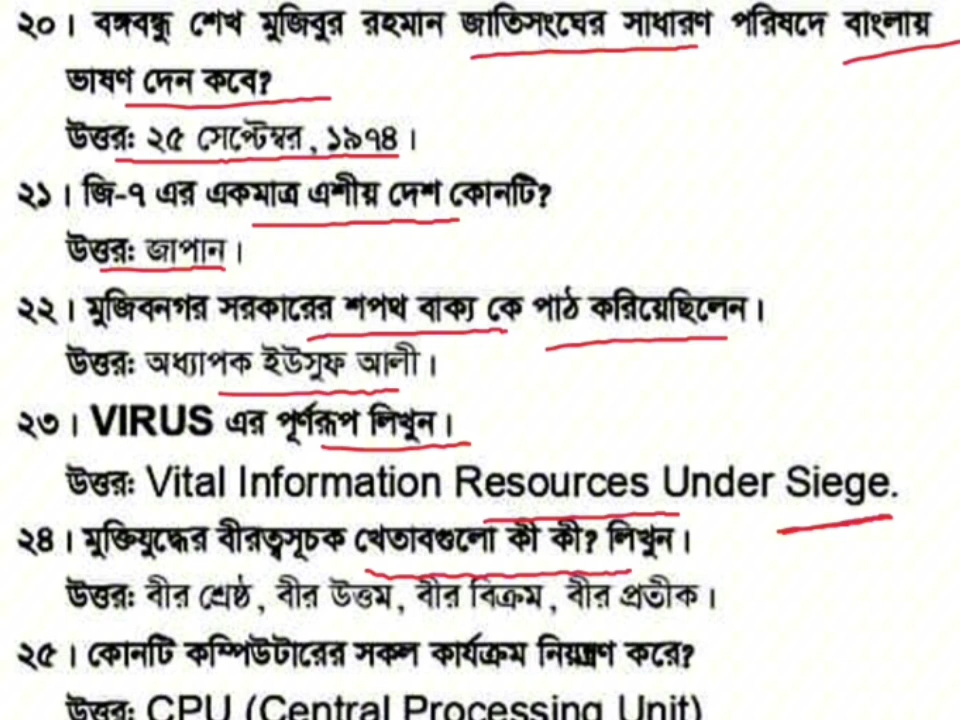 ২০। বঙ্গবন্ধু শেখ মুজিবুর রহমান জাতিসংঘের সাধারণ পরিষদে বাংলায়
ভাষণ দেন কবে?
উত্তর: ২৫ সেপ্টেম্বর, ১৯৭৪।
২১। জি-৭ এর একমাত্র এশীয় দেশ কোনটি?
উত্তর: জাপান।
২২। মুজিবনগর সরকারের শপথ বাক্য কে পাঠ করিয়েছিলেন।
উত্তর: অধ্যাপক ইউসুফ আলী।
২৩। VIRUS এর পূর্ণরূপ লিখুন।
উত্তর: Vital Information Resources Under Siege.
২৪। মুক্তিযুদ্ধের বীরত্বসূচক খেতাবগুলো কী কী? লিখুন।
উত্তর: বীর শ্রেষ্ঠ, বীর উত্তম, বীর বিক্রম, বীর প্রতীক।
২৫। কোনটি কম্পিউটারের সকল কার্যক্রম নিয়ন্ত্রণ করে?
উত্তর: CPU (Central Processing Unit)